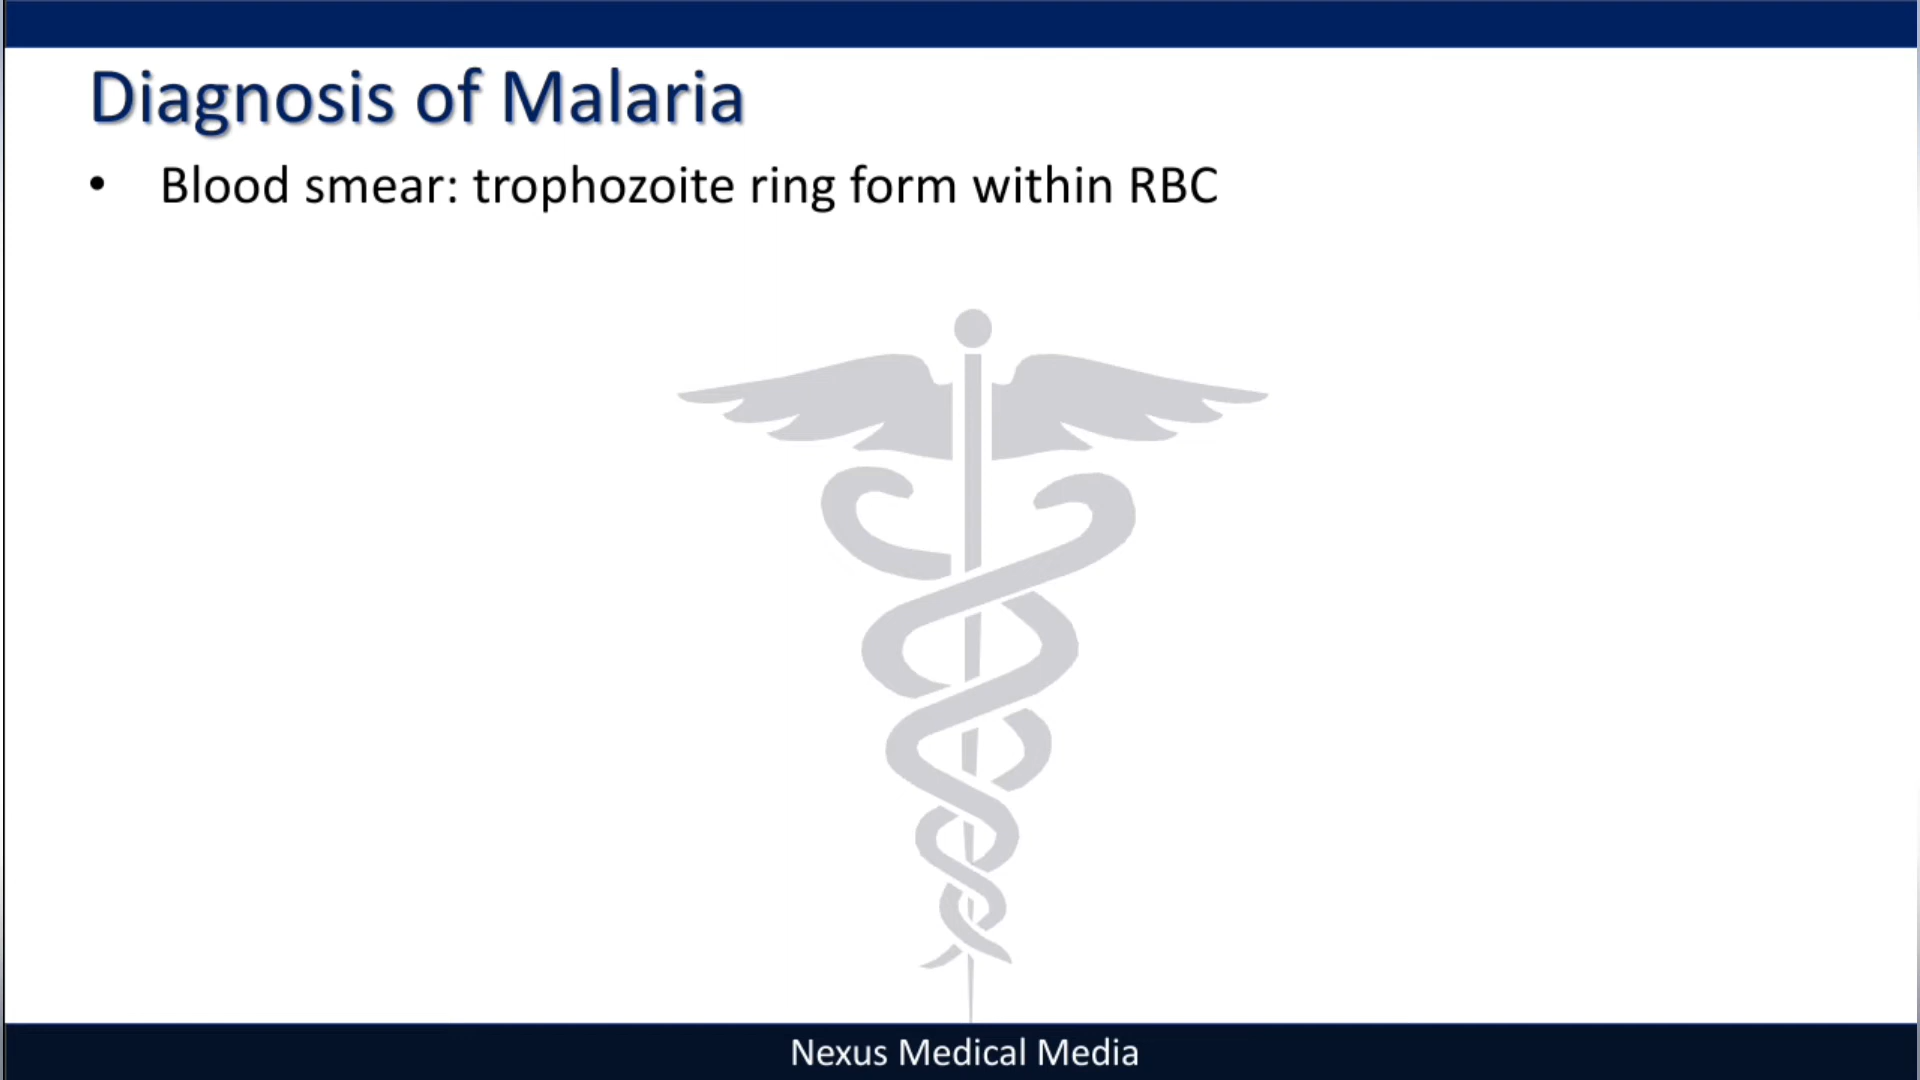 Diagnosis of Malaria
• Blood smear: trophozoite ring form within RBC
Nexus Medical Media